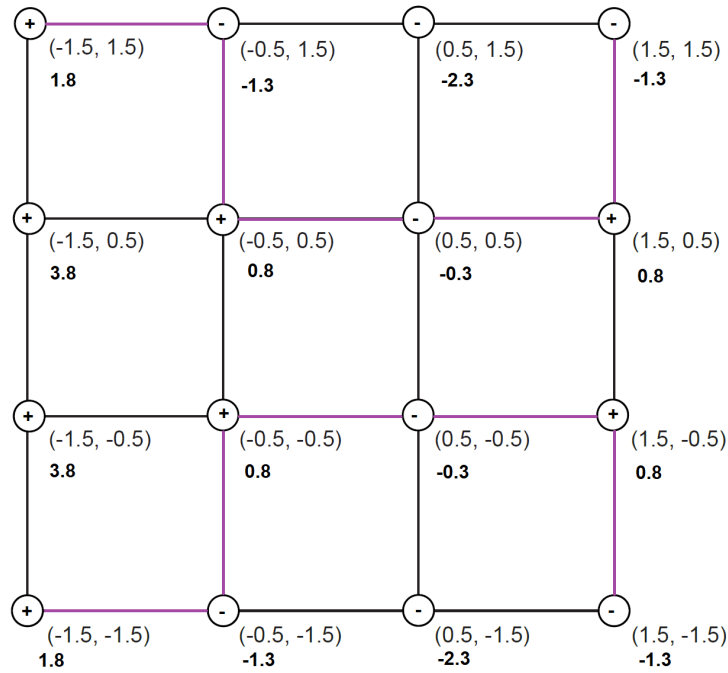 + - - -
(-1.5, 1.5) (-0.5, 1.5) (0.5, 1.5) (1.5, 1.5)
1.8 -1.3 -2.3 -1.3
+ + - +
(-1.5, 0.5) (-0.5, 0.5) (0.5, 0.5) (1.5, 0.5)
3.8 0.8 -0.3 0.8
+ + - +
(-1.5, -0.5) (-0.5, -0.5) (0.5, -0.5) (1.5, -0.5)
3.8 0.8 -0.3 0.8
+ - - -
(-1.5, -1.5) (-0.5, -1.5) (0.5, -1.5) (1.5, -1.5)
1.8 -1.3 -2.3 -1.3